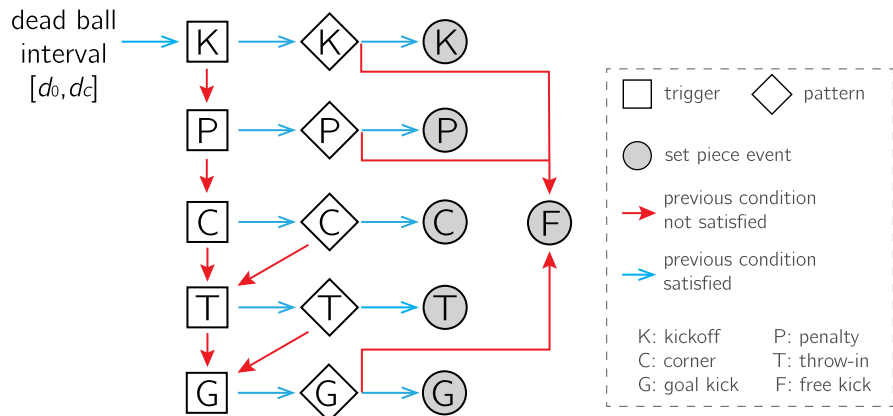 dead ball
interval
[d0,dc]
K K K
P P P
C C C
F
T T T
G G G
trigger
pattern
set piece event
previous condition
not satisfied
previous condition
satisfied
K: kickoff P: penalty
C: corner T: throw-in
G: goal kick F: free kick